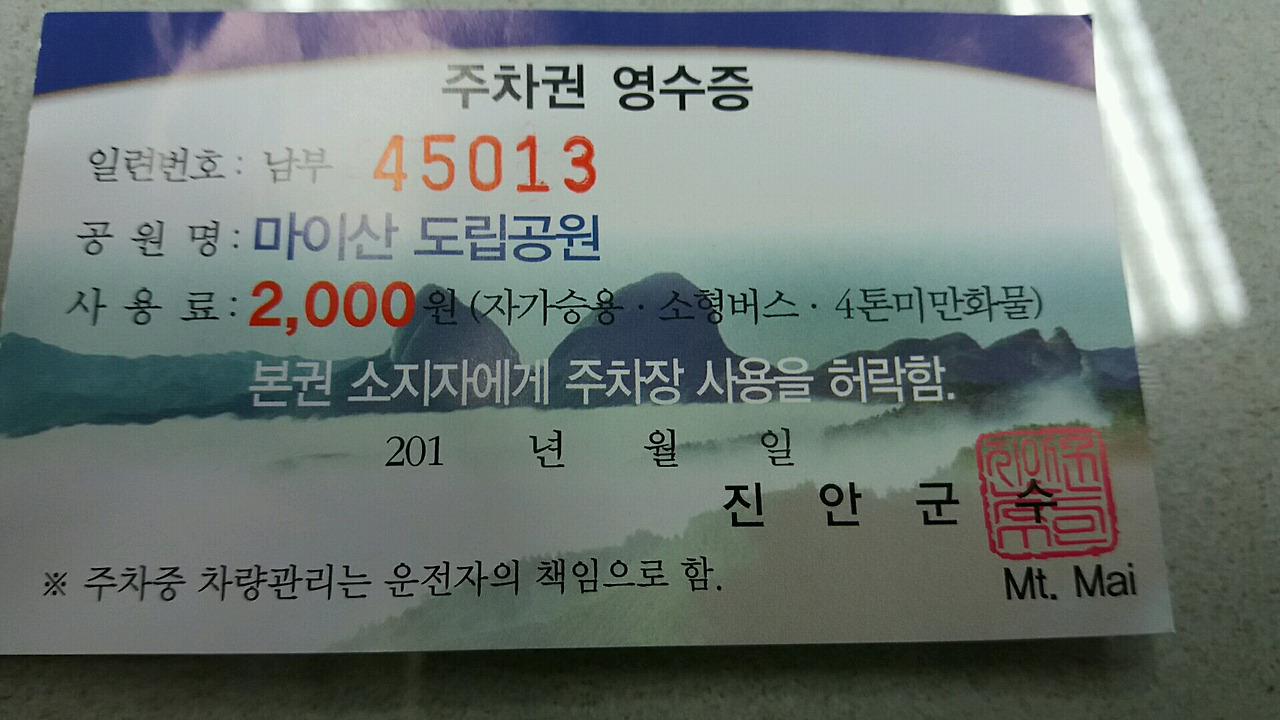 주차권 영수증
일련번호: 남부 45013
공 원 명: 마이산 도립공원
사 용 료: 2,000원 (자가승용 · 소형버스 · 4톤미만화물)
본권 소지자에게 주차장 사용을 허락함.
201 년 월 일
진 안 군 수
Mt. Mai
※ 주차중 차량관리는 운전자의 책임으로 함.